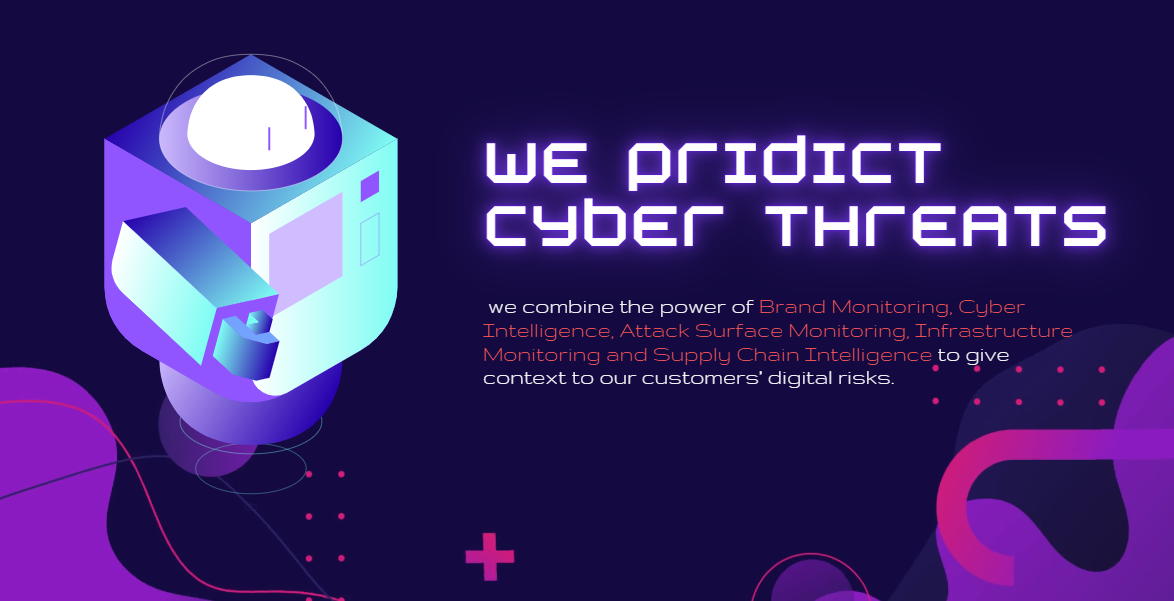 we pridict
cyber threats
we combine the power of Brand Monitoring, Cyber
Intelligence, Attack Surface Monitoring, Infrastructure
Monitoring and Supply Chain Intelligence to give
context to our customers' digital risks.